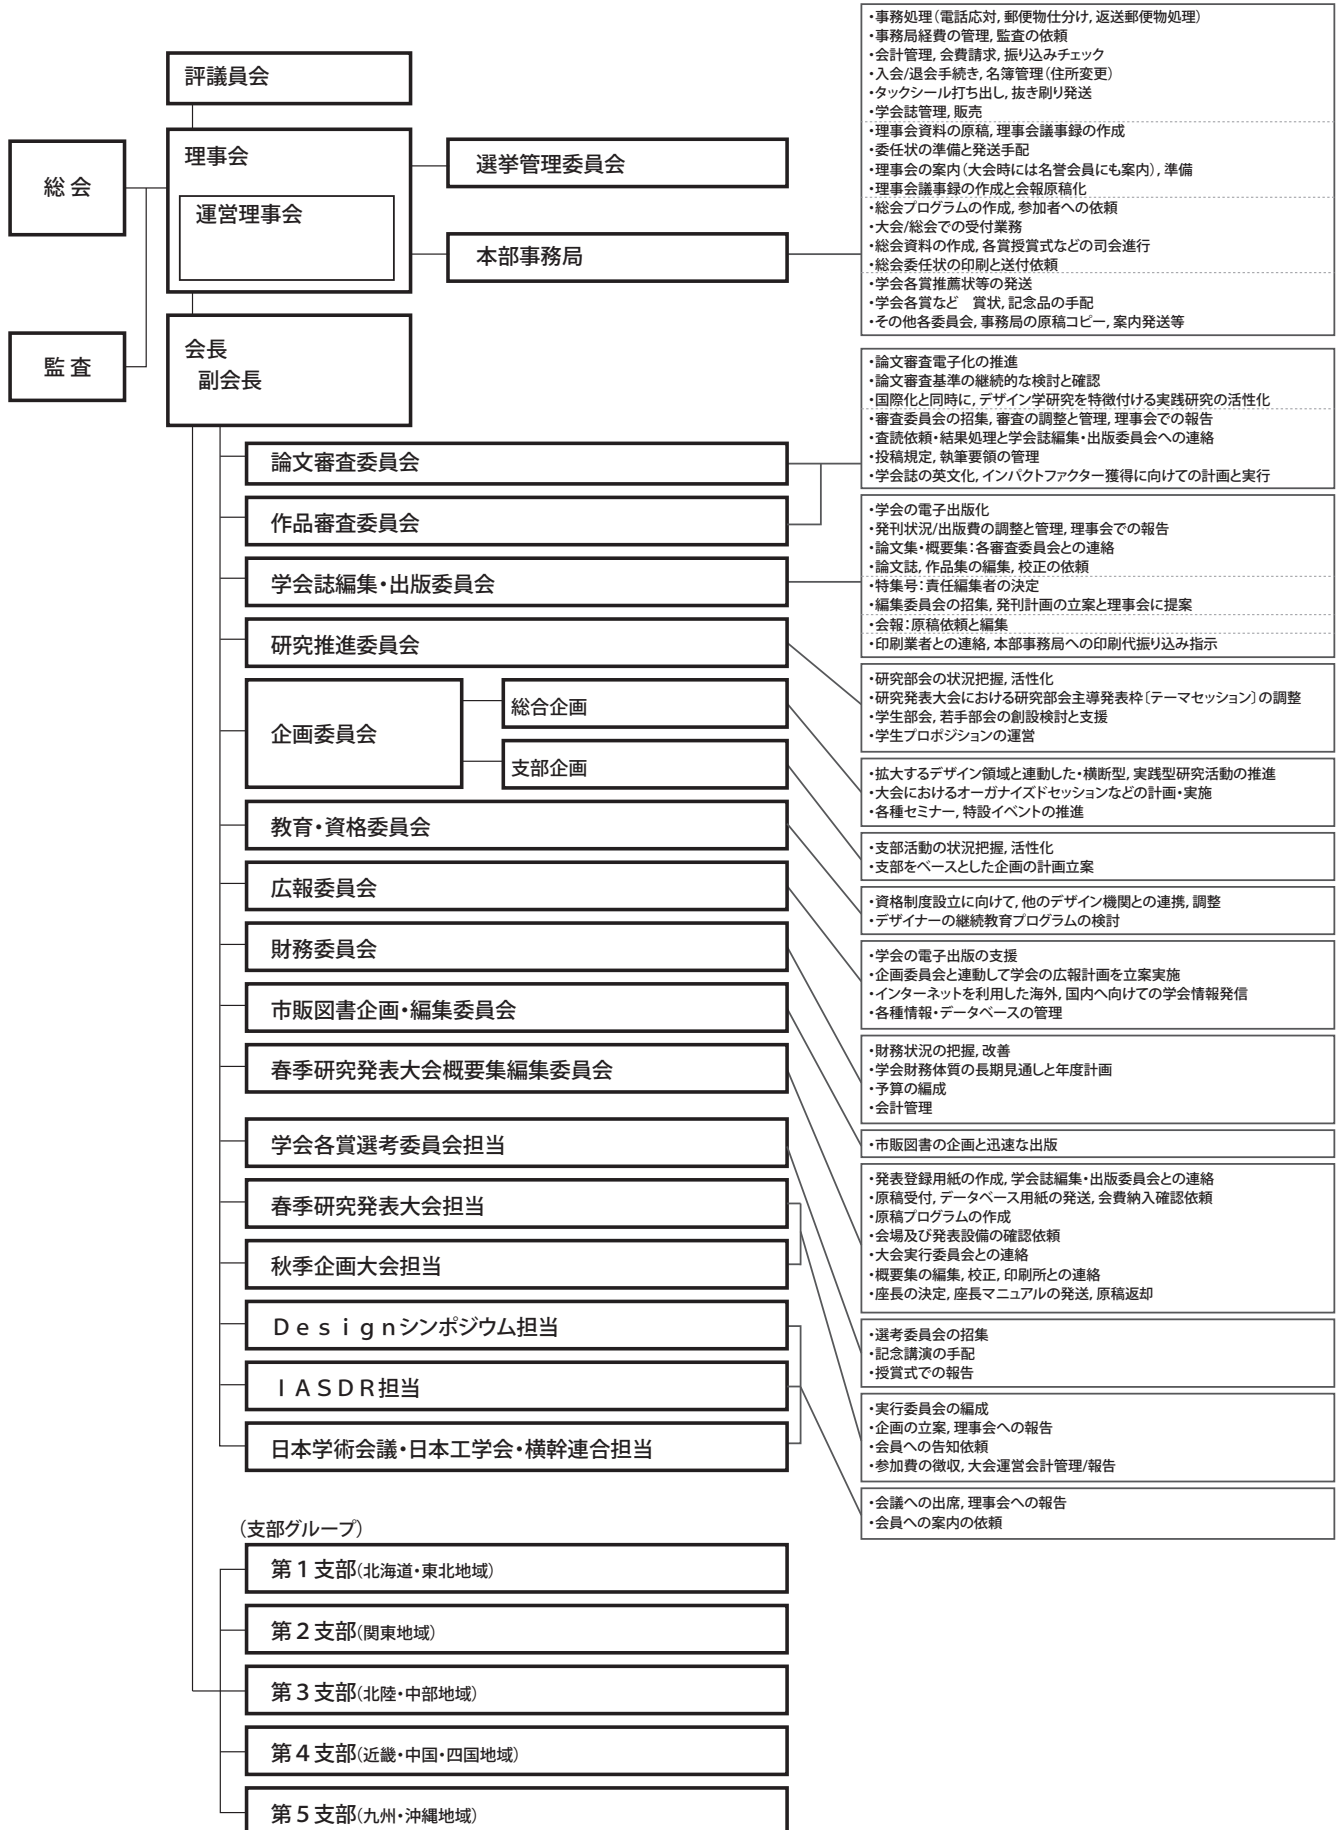 評議員会
総 会
理事会
運営理事会
選挙管理委員会
本部事務局
監 査
会長
副会長
論文審査委員会
作品審査委員会
学会誌編集・出版委員会
研究推進委員会
企画委員会
総合企画
支部企画
教育・資格委員会
広報委員会
財務委員会
市販図書企画・編集委員会
春季研究発表大会概要集編集委員会
学会各賞選考委員会担当
春季研究発表大会担当
秋季企画大会担当
Ｄｅｓｉｇｎシンポジウム担当
ＩＡＳＤＲ担当
日本学術会議・日本工学会・横幹連合担当
（支部グループ）
第１支部（北海道・東北地域）
第２支部（関東地域）
第３支部（北陸・中部地域）
第４支部（近畿・中国・四国地域）
第５支部（九州・沖縄地域）
・事務処理（電話応対, 郵便物仕分け, 返送郵便物処理）
・事務局経費の管理, 監査の依頼
・会計管理, 会費請求, 振り込みチェック
・入会/退会手続き, 名簿管理（住所変更）
・タックシール打ち出し, 抜き刷り発送
・学会誌管理, 販売
・理事会資料の原稿, 理事会議事録の作成
・委任状の準備と発送手配
・理事会の案内（大会時には名誉会員にも案内）, 準備
・理事会議事録の作成と会報原稿化
・総会プログラムの作成, 参加者への依頼
・大会/総会での受付業務
・総会資料の作成, 各賞授賞式などの司会進行
・総会委任状の印刷と送付依頼
・学会各賞推薦状等の発送
・学会各賞など　賞状, 記念品の手配
・その他各委員会, 事務局の原稿コピー, 案内発送等
・論文審査電子化の推進
・論文審査基準の継続的な検討と確認
・国際化と同時に, デザイン学研究を特徴付ける実践研究の活性化
・審査委員会の招集, 審査の調整と管理, 理事会での報告
・査読依頼・結果処理と学会誌編集・出版委員会への連絡
・投稿規定, 執筆要領の管理
・学会誌の英文化, インパクトファクター獲得に向けての計画と実行
・学会の電子出版化
・発刊状況/出版費の調整と管理, 理事会での報告
・論文集・概要集：各審査委員会との連絡
・論文誌, 作品集の編集, 校正の依頼
・特集号：責任編集者の決定
・編集委員会の招集, 発刊計画の立案と理事会に提案
・会報：原稿依頼と編集
・印刷業者との連絡, 本部事務局への印刷代振り込み指示
・研究部会の状況把握, 活性化
・研究発表大会における研究部会主導発表枠〔テーマセッション〕の調整
・学生部会, 若手部会の創設検討と支援
・学生プロポジションの運営
・拡大するデザイン領域と連動した・横断型, 実践型研究活動の推進
・大会におけるオーガナイズドセッションなどの計画・実施
・各種セミナー, 特設イベントの推進
・支部活動の状況把握, 活性化
・支部をベースとした企画の計画立案
・資格制度設立に向けて, 他のデザイン機関との連携, 調整
・デザイナーの継続教育プログラムの検討
・学会の電子出版の支援
・企画委員会と連動して学会の広報計画を立案実施
・インターネットを利用した海外, 国内へ向けての学会情報発信
・各種情報・データベースの管理
・財務状況の把握, 改善
・学会財務体質の長期見通しと年度計画
・予算の編成
・会計管理
・市販図書の企画と迅速な出版
・発表登録用紙の作成, 学会誌編集・出版委員会との連絡
・原稿受付, データベース用紙の発送, 会費納入確認依頼
・原稿プログラムの作成
・会場及び発表設備の確認依頼
・大会実行委員会との連絡
・概要集の編集, 校正, 印刷所との連絡
・座長の決定, 座長マニュアルの発送, 原稿返却
・選考委員会の招集
・記念講演の手配
・授賞式での報告
・実行委員会の編成
・企画の立案, 理事会への報告
・会員への告知依頼
・参加費の徴収, 大会運営会計管理/報告
・会議への出席, 理事会への報告
・会員への案内の依頼